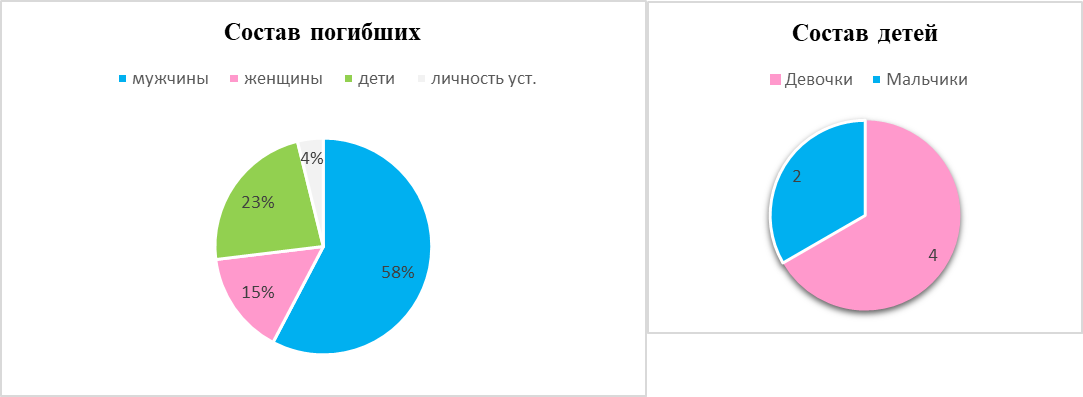 Состав погибших
мужчины женщины дети личность уст.
4%
23%
58%
15%
Состав детей
Девочки Мальчики
2
4